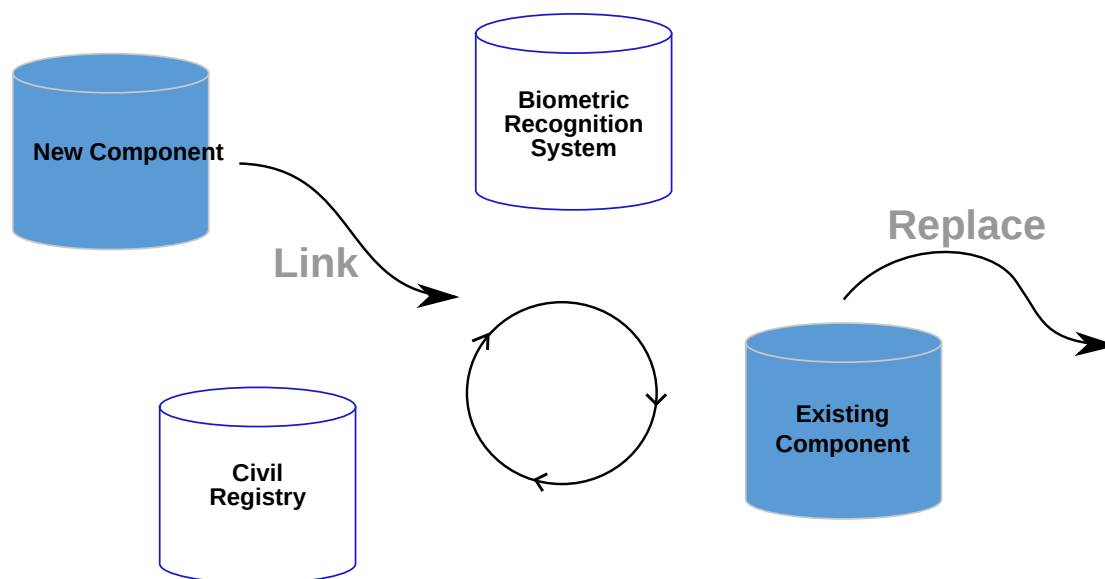 Biometric
Recognition
System
New Component
Replace
Link
Existing
Component
Civil
Registry